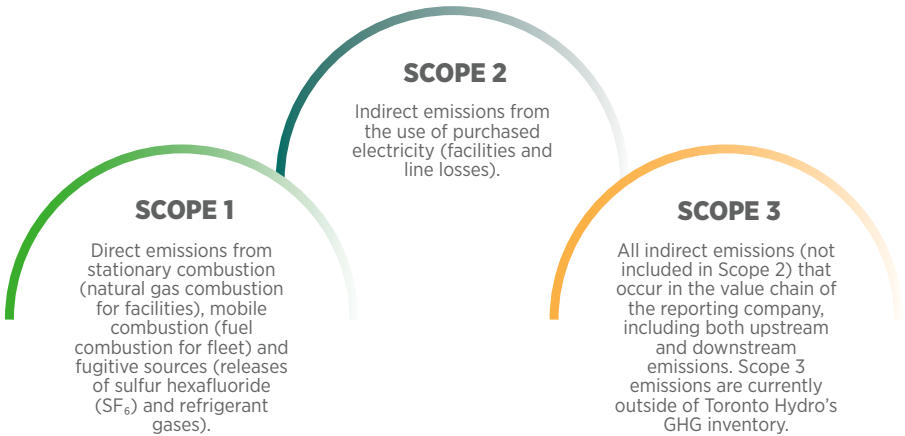 SCOPE 1
Direct emissions from
stationary combustion
(natural gas combustion
for facilities), mobile
combustion (fuel
combustion for fleet) and
fugitive sources (releases
of sulfur hexafluoride
(SF₆) and refrigerant
gases).
SCOPE 2
Indirect emissions from
the use of purchased
electricity (facilities and
line losses).
SCOPE 3
All indirect emissions (not
included in Scope 2) that
occur in the value chain of
the reporting company,
including both upstream
and downstream
emissions. Scope 3
emissions are currently
outside of Toronto Hydro’s
GHG inventory.